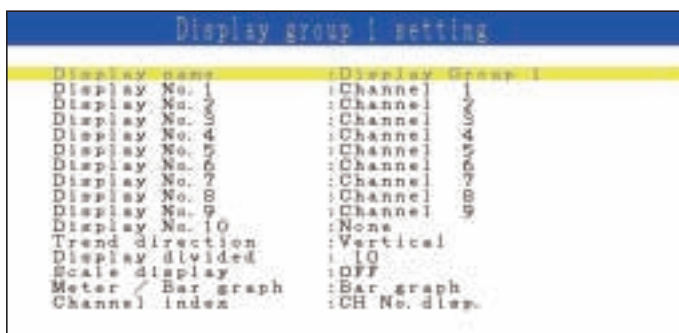 Display group 1 setting
Display name :Display Group 1
Display No. 1 :Channel 1
Display No. 2 :Channel 2
Display No. 3 :Channel 3
Display No. 4 :Channel 4
Display No. 5 :Channel 5
Display No. 6 :Channel 6
Display No. 7 :Channel 7
Display No. 8 :Channel 8
Display No. 9 :Channel 9
Display No. 10 :None
Trend direction :Vertical
Display divided : 10
Scale display :OFF
Meter / Bar graph :Bar graph
Channel index :CH No. disp.